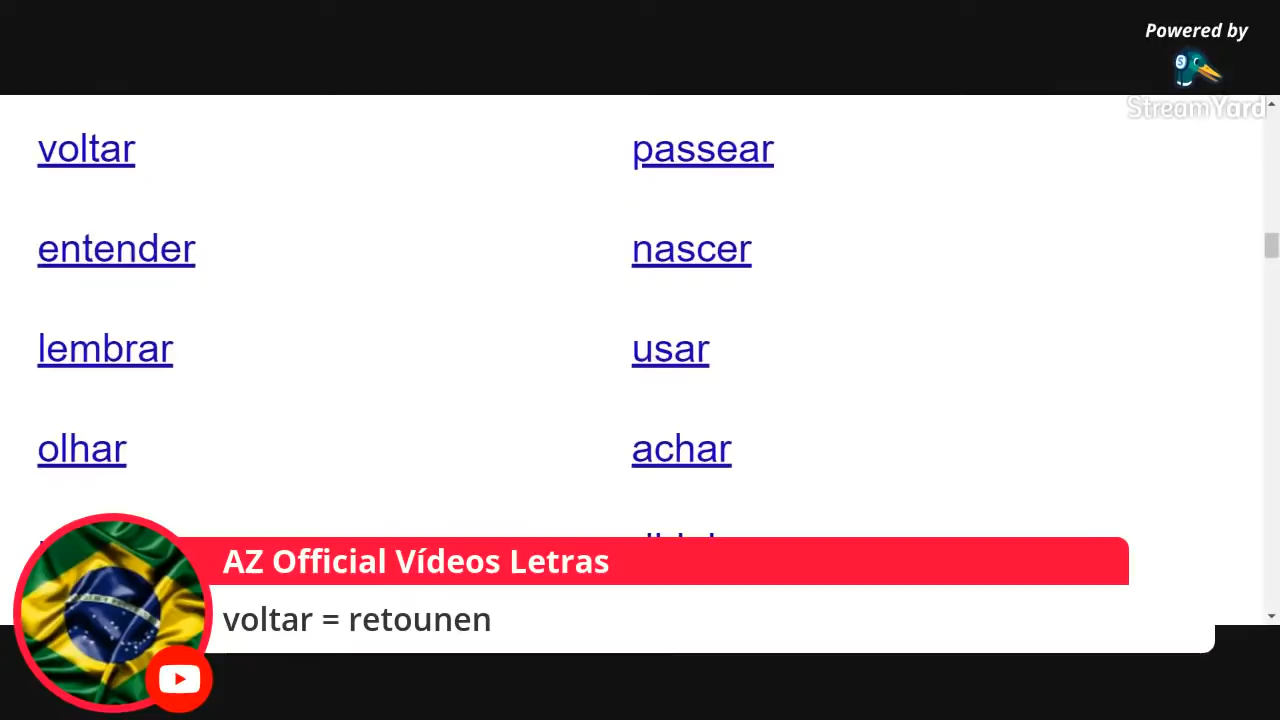 Powered by
StreamYard
voltar
passear
entender
nascer
lembrar
usar
olhar
achar
AZ Official Vídeos Letras
voltar = retounen